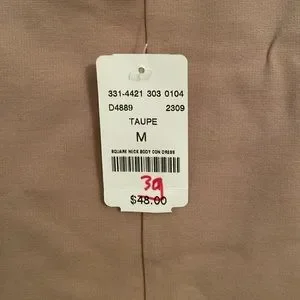 331-4421 303 0104
D4889 2309
TAUPE
M
SQUARE NECK BODY CON DRESS
39
$48.00